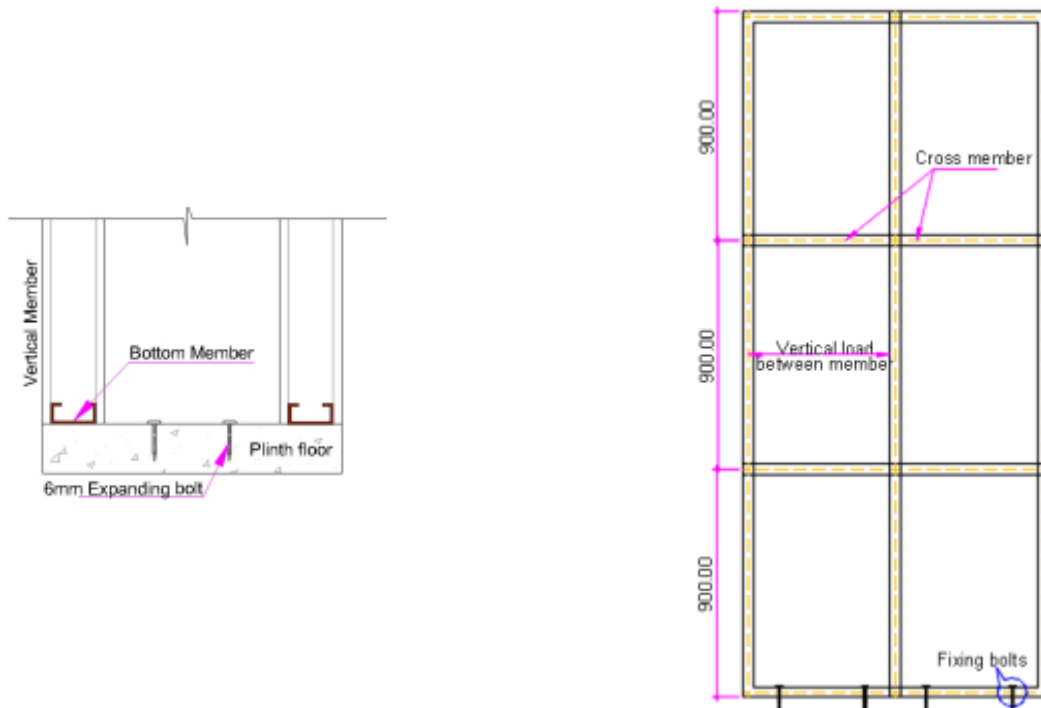 Vertical Member
Bottom Member
Plinth floor
6mm Expanding bolt
900.00
Cross member
900.00
Vertical load
between member
900.00
Fixing bolts